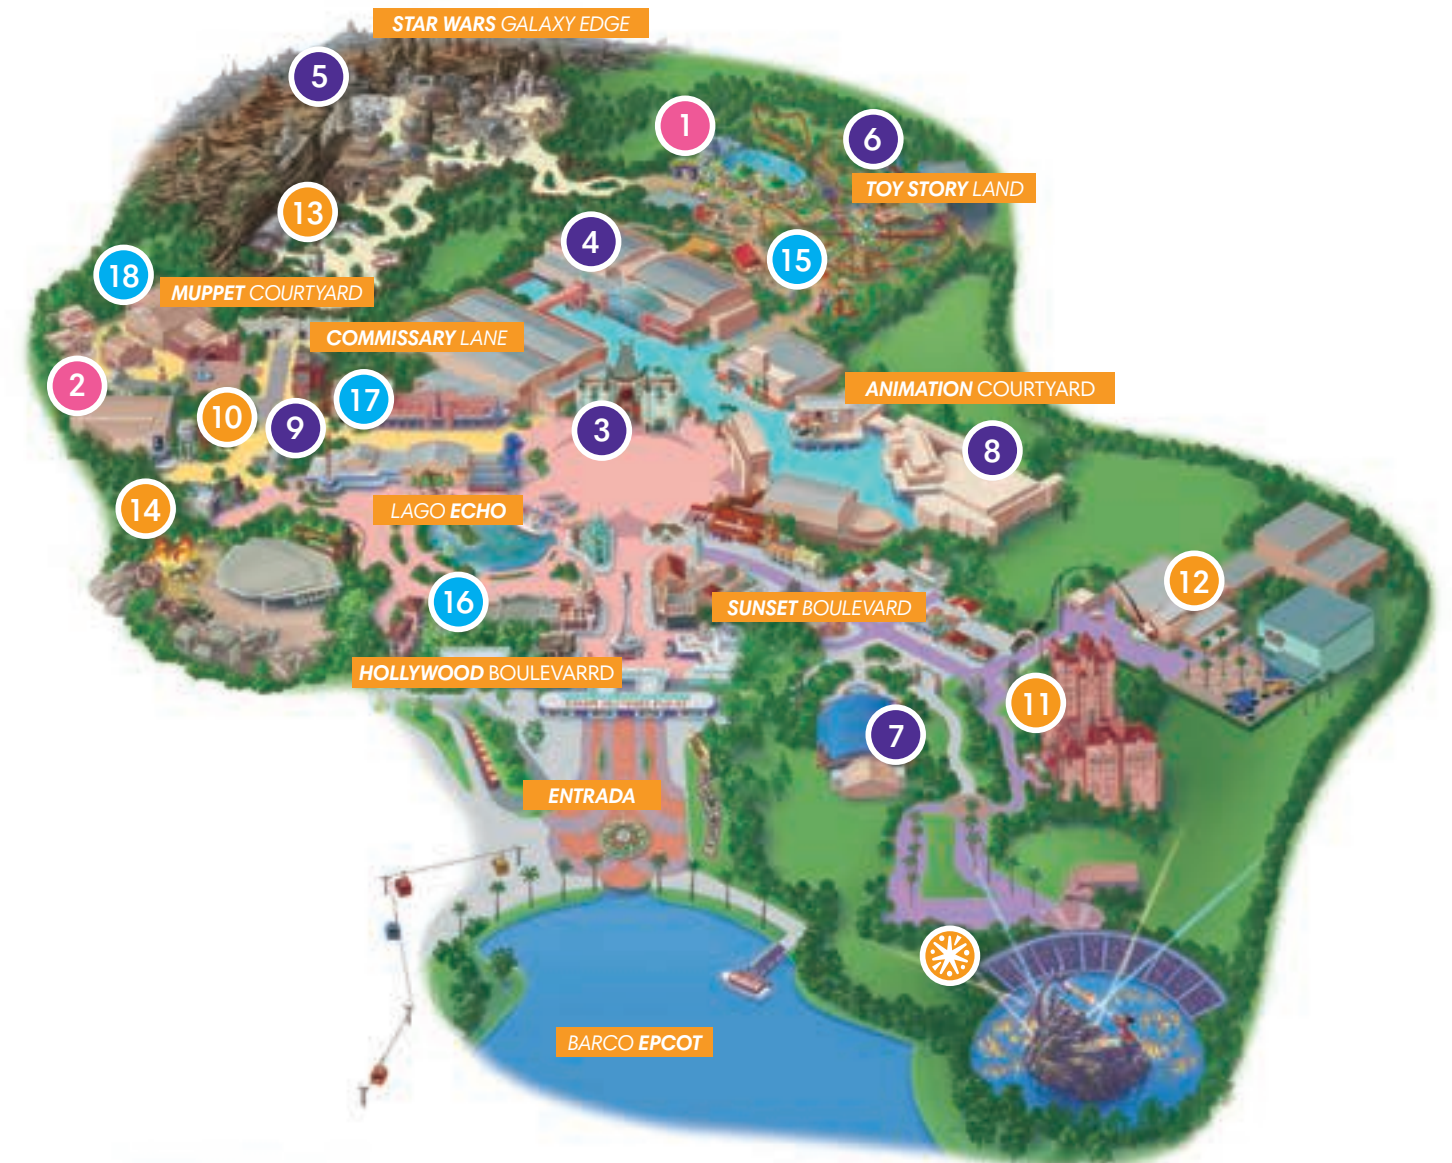 STAR WARS GALAXY EDGE
5
1
6
TOY STORY LAND
13
4
15
18
MUPPET COURTYARD
COMMISSARY LANE
2
10
9
17
3
ANIMATION COURTYARD
8
14
LAGO ECHO
12
16
SUNSET BOULEVARD
HOLLYWOOD BOULEVARRD
11
7
ENTRADA
BARCO EPCOT